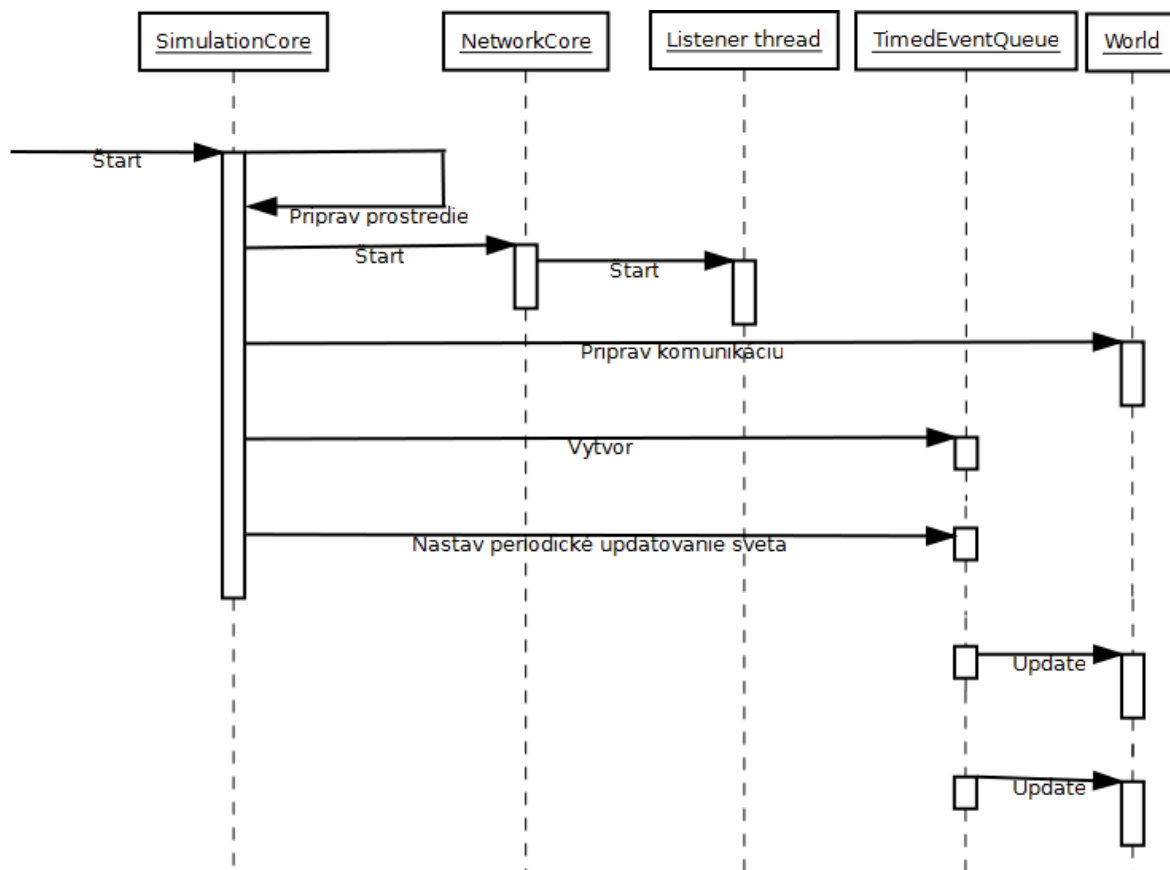 SimulationCore
NetworkCore
Listener thread
TimedEventQueue
World
Štart
Priprav prostredie
Štart
Štart
Priprav komunikáciu
Vytvor
Nastav periodické updatovanie sveta
Update
Update